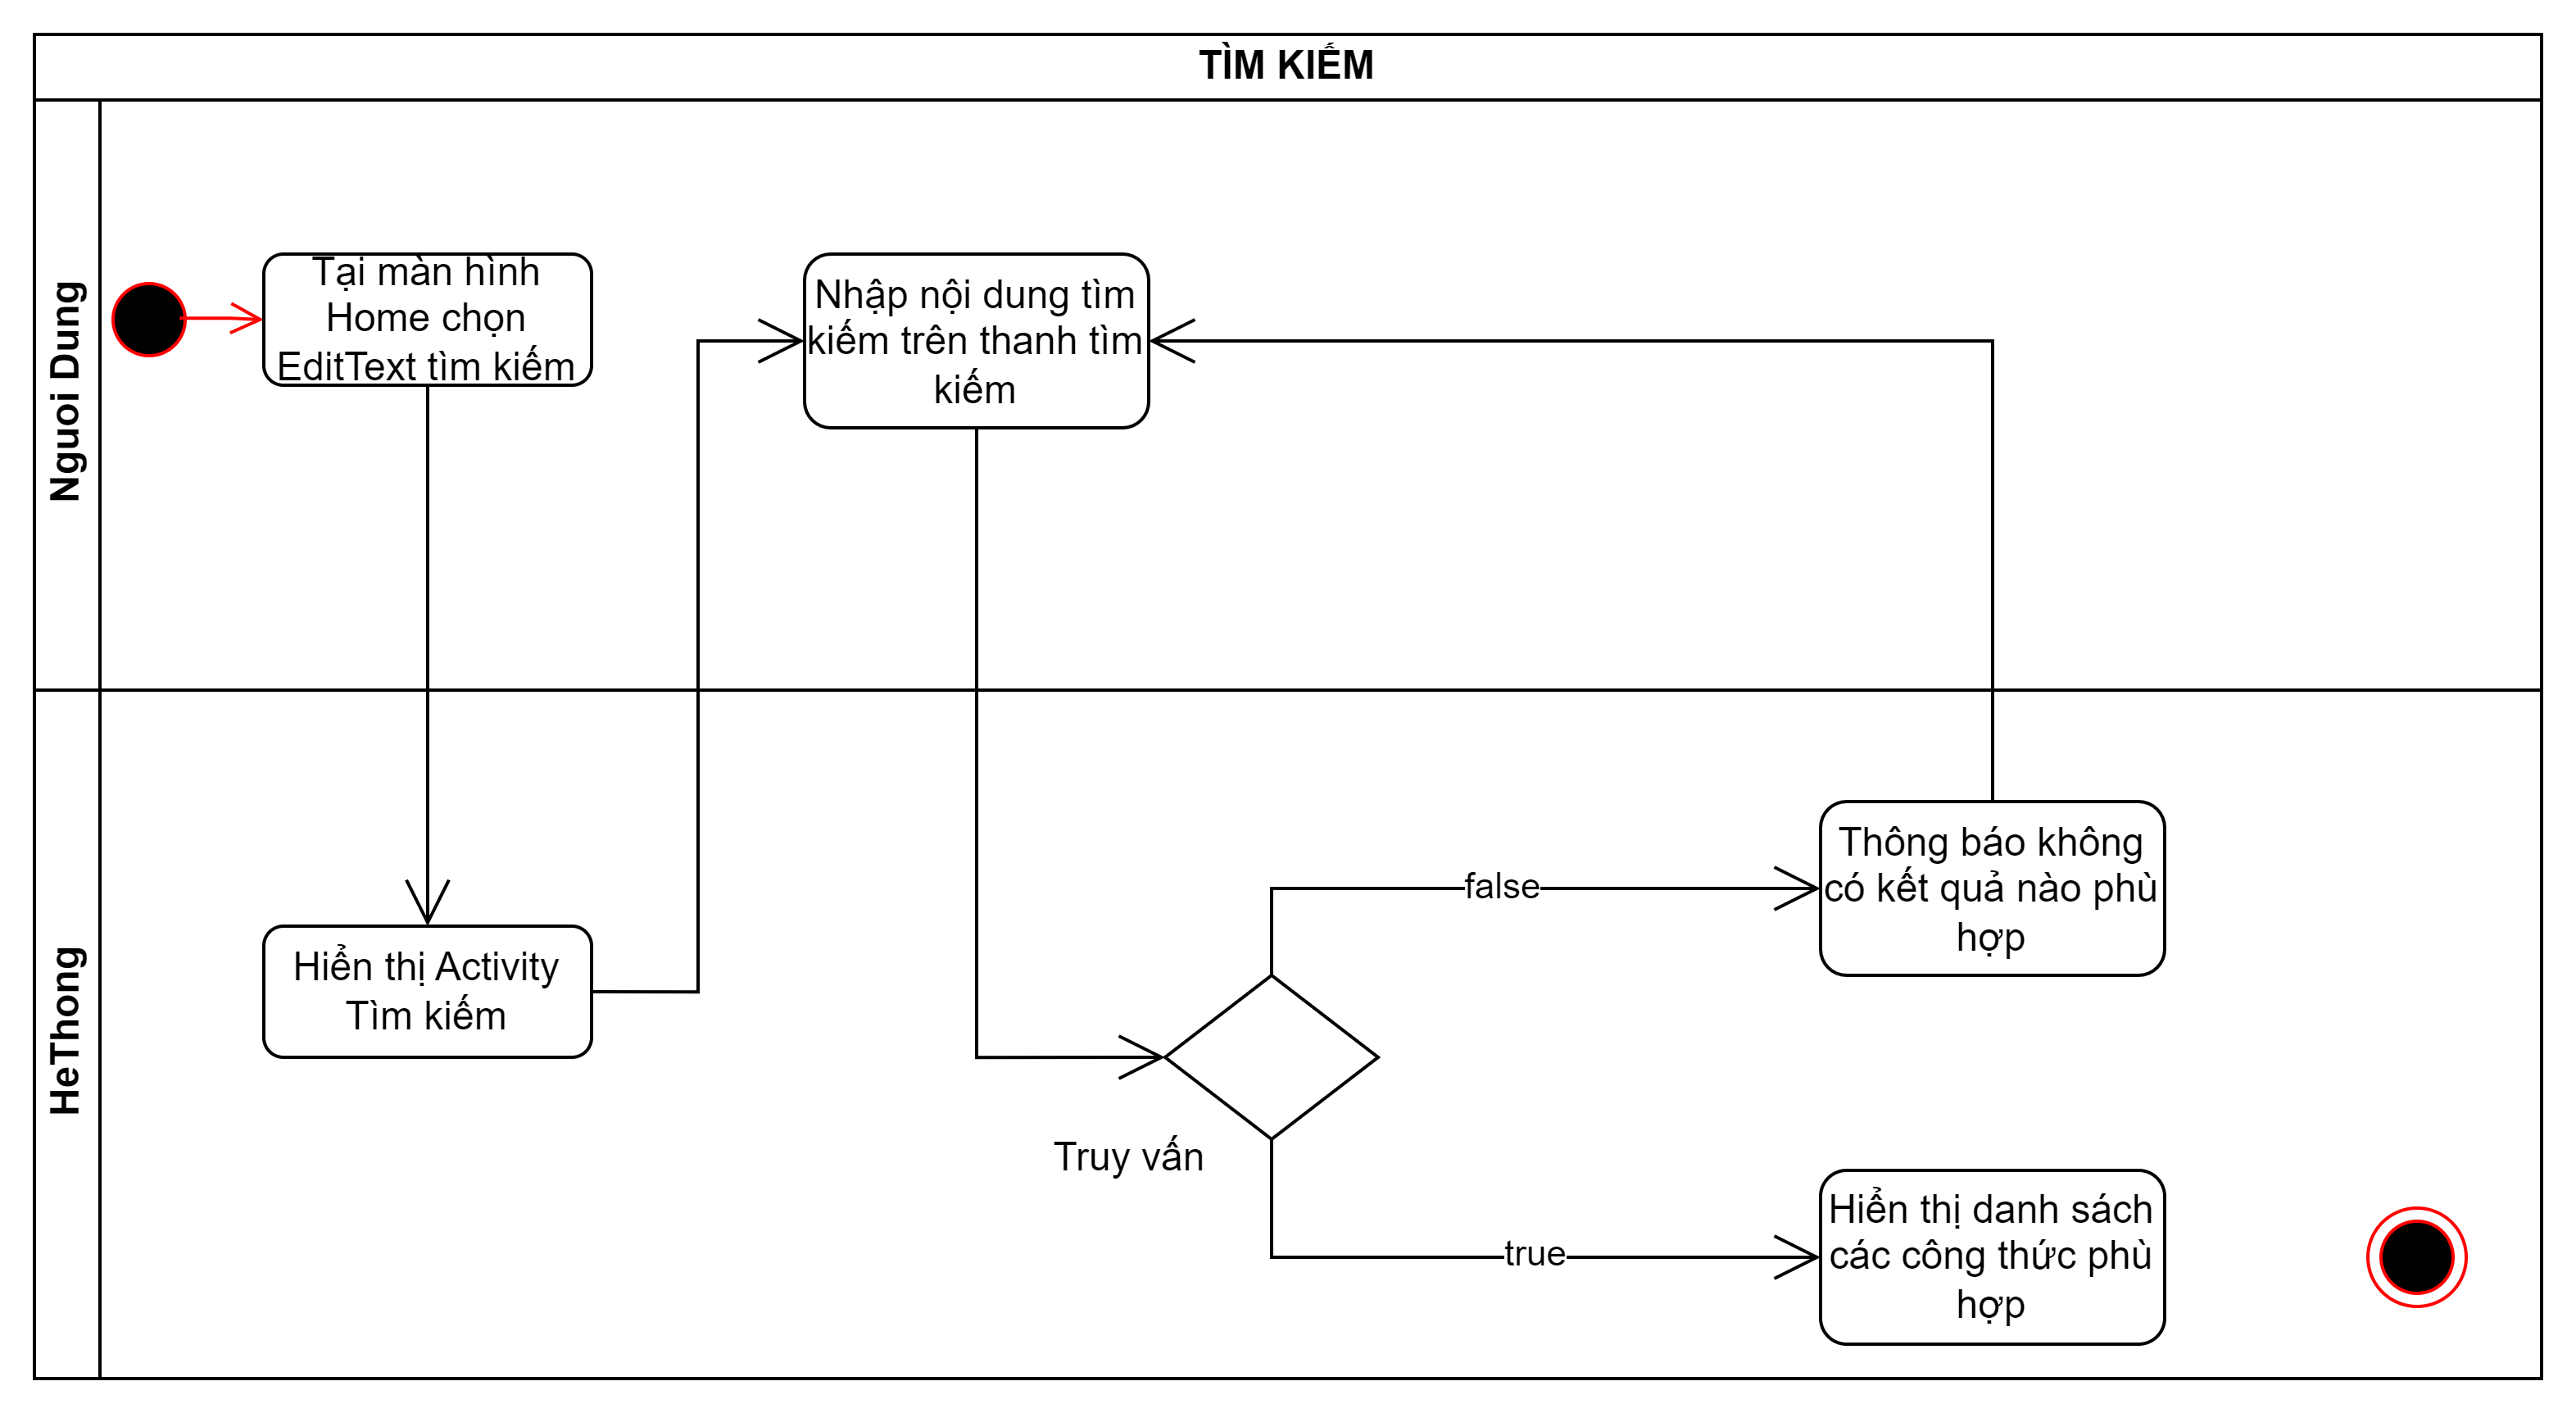 TÌM KIẾM
Nguoi Dung
Tại màn hình
Home chọn
EditText tìm kiếm
Nhập nội dung tìm
kiếm trên thanh tìm
kiếm
HeThong
Hiển thị Activity
Tìm kiếm
Truy vấn
false
Thông báo không
có kết quả nào phù
hợp
true
Hiển thị danh sách
các công thức phù
hợp